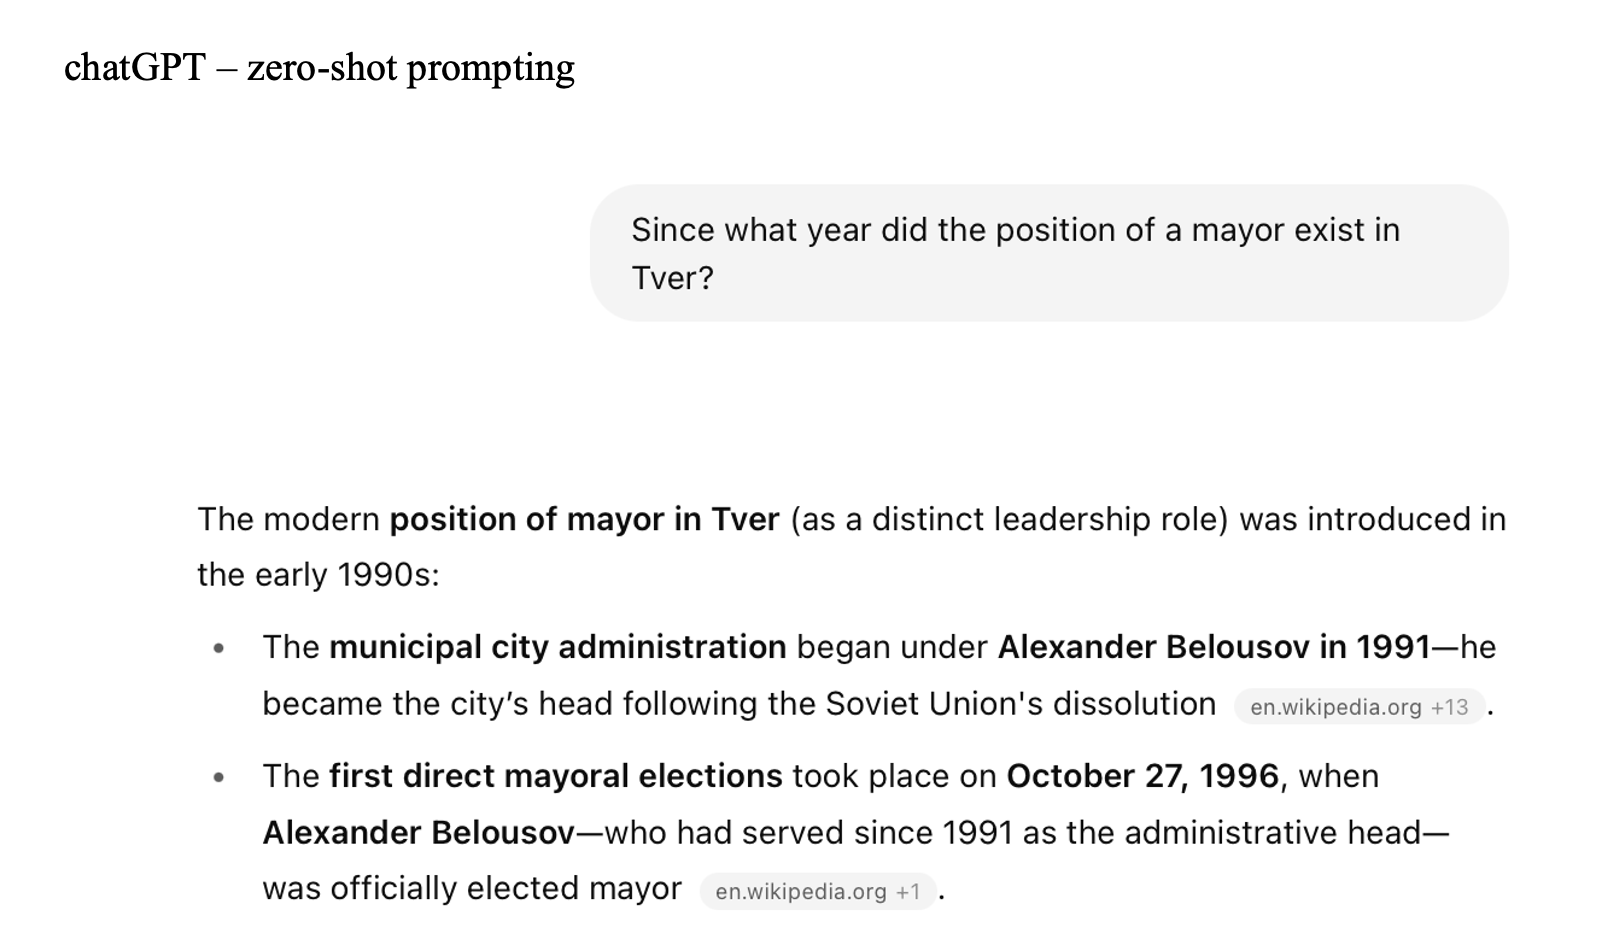 chatGPT – zero-shot prompting
Since what year did the position of a mayor exist in
Tver?
The modern position of mayor in Tver (as a distinct leadership role) was introduced in
the early 1990s:
• The municipal city administration began under Alexander Belousov in 1991—he
became the city’s head following the Soviet Union's dissolution en.wikipedia.org +13 .
• The first direct mayoral elections took place on October 27, 1996, when
Alexander Belousov—who had served since 1991 as the administrative head—
was officially elected mayor en.wikipedia.org +1 .